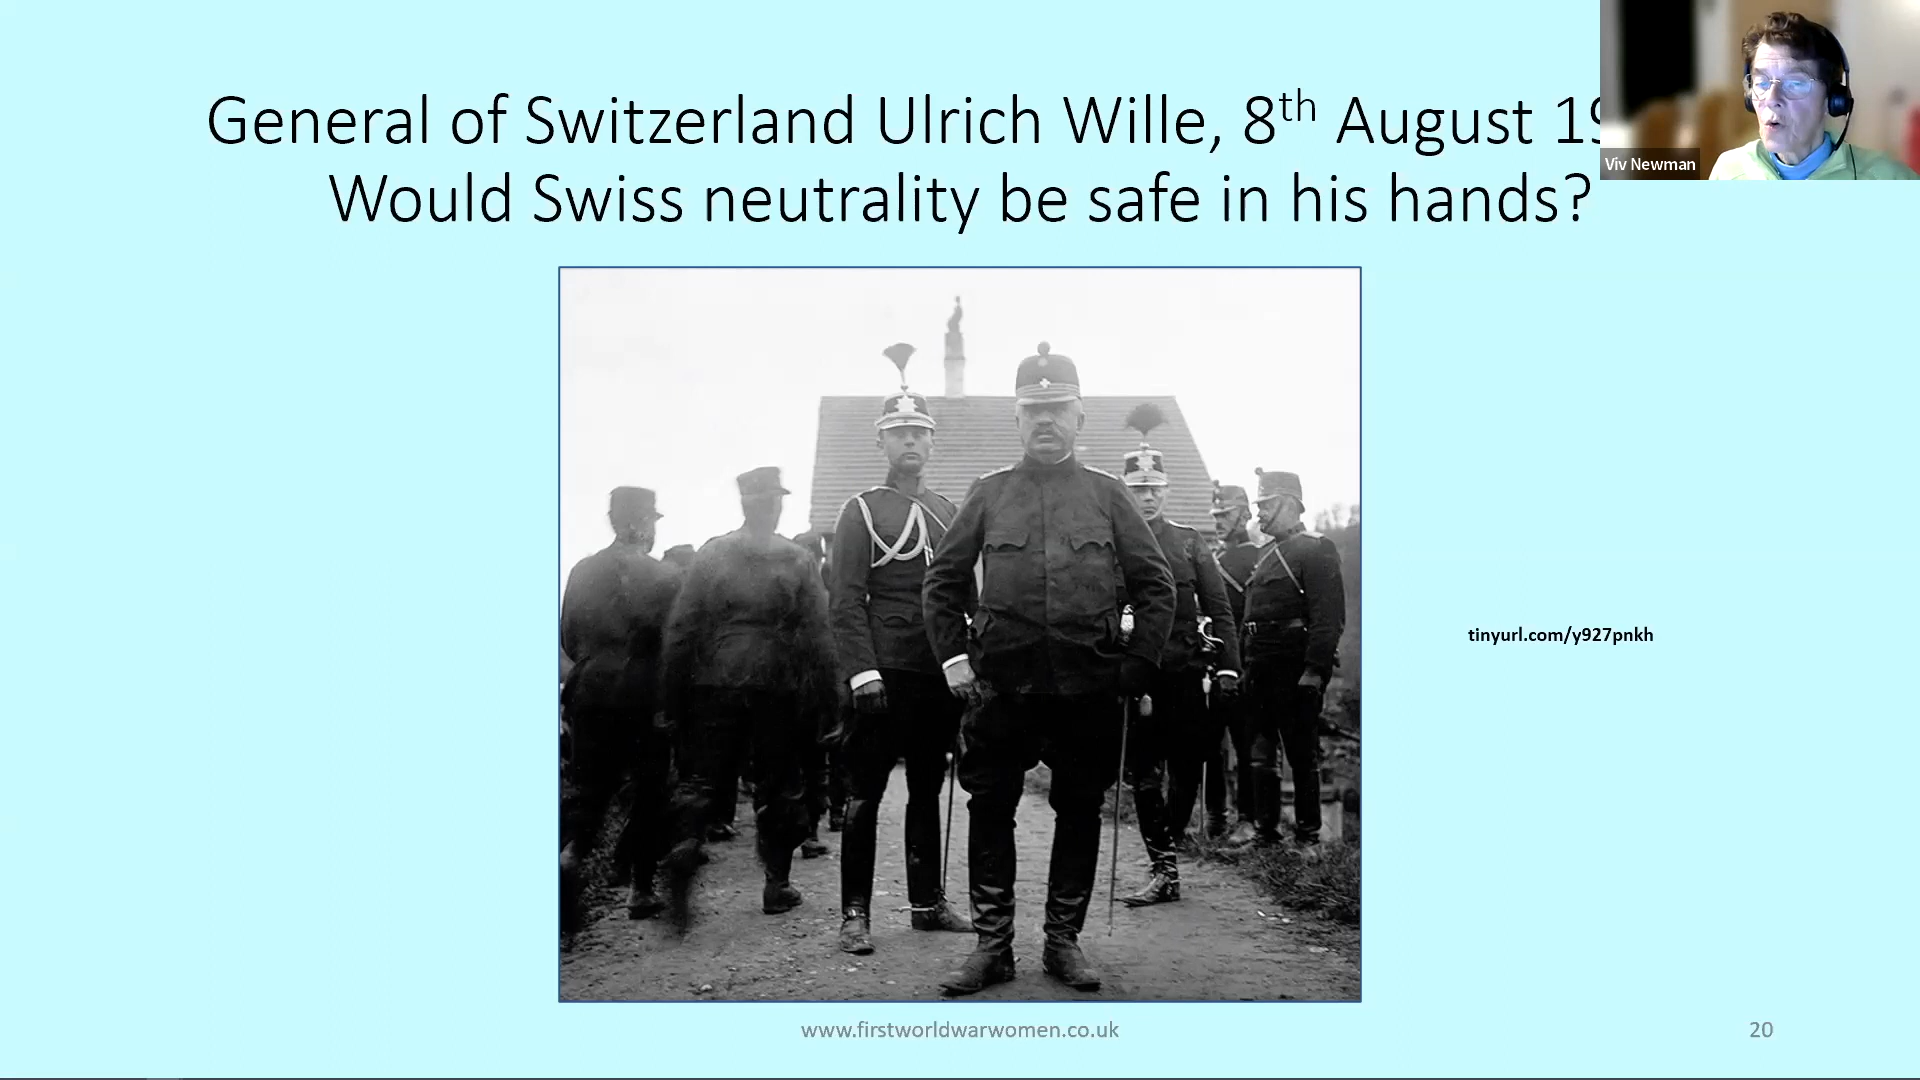 General of Switzerland Ulrich Wille, 8th August
Would Swiss neutrality be safe in his hands?
Viv Newman
tinyurl.com/y927pnkh
www.firstworldwarwomen.co.uk
20